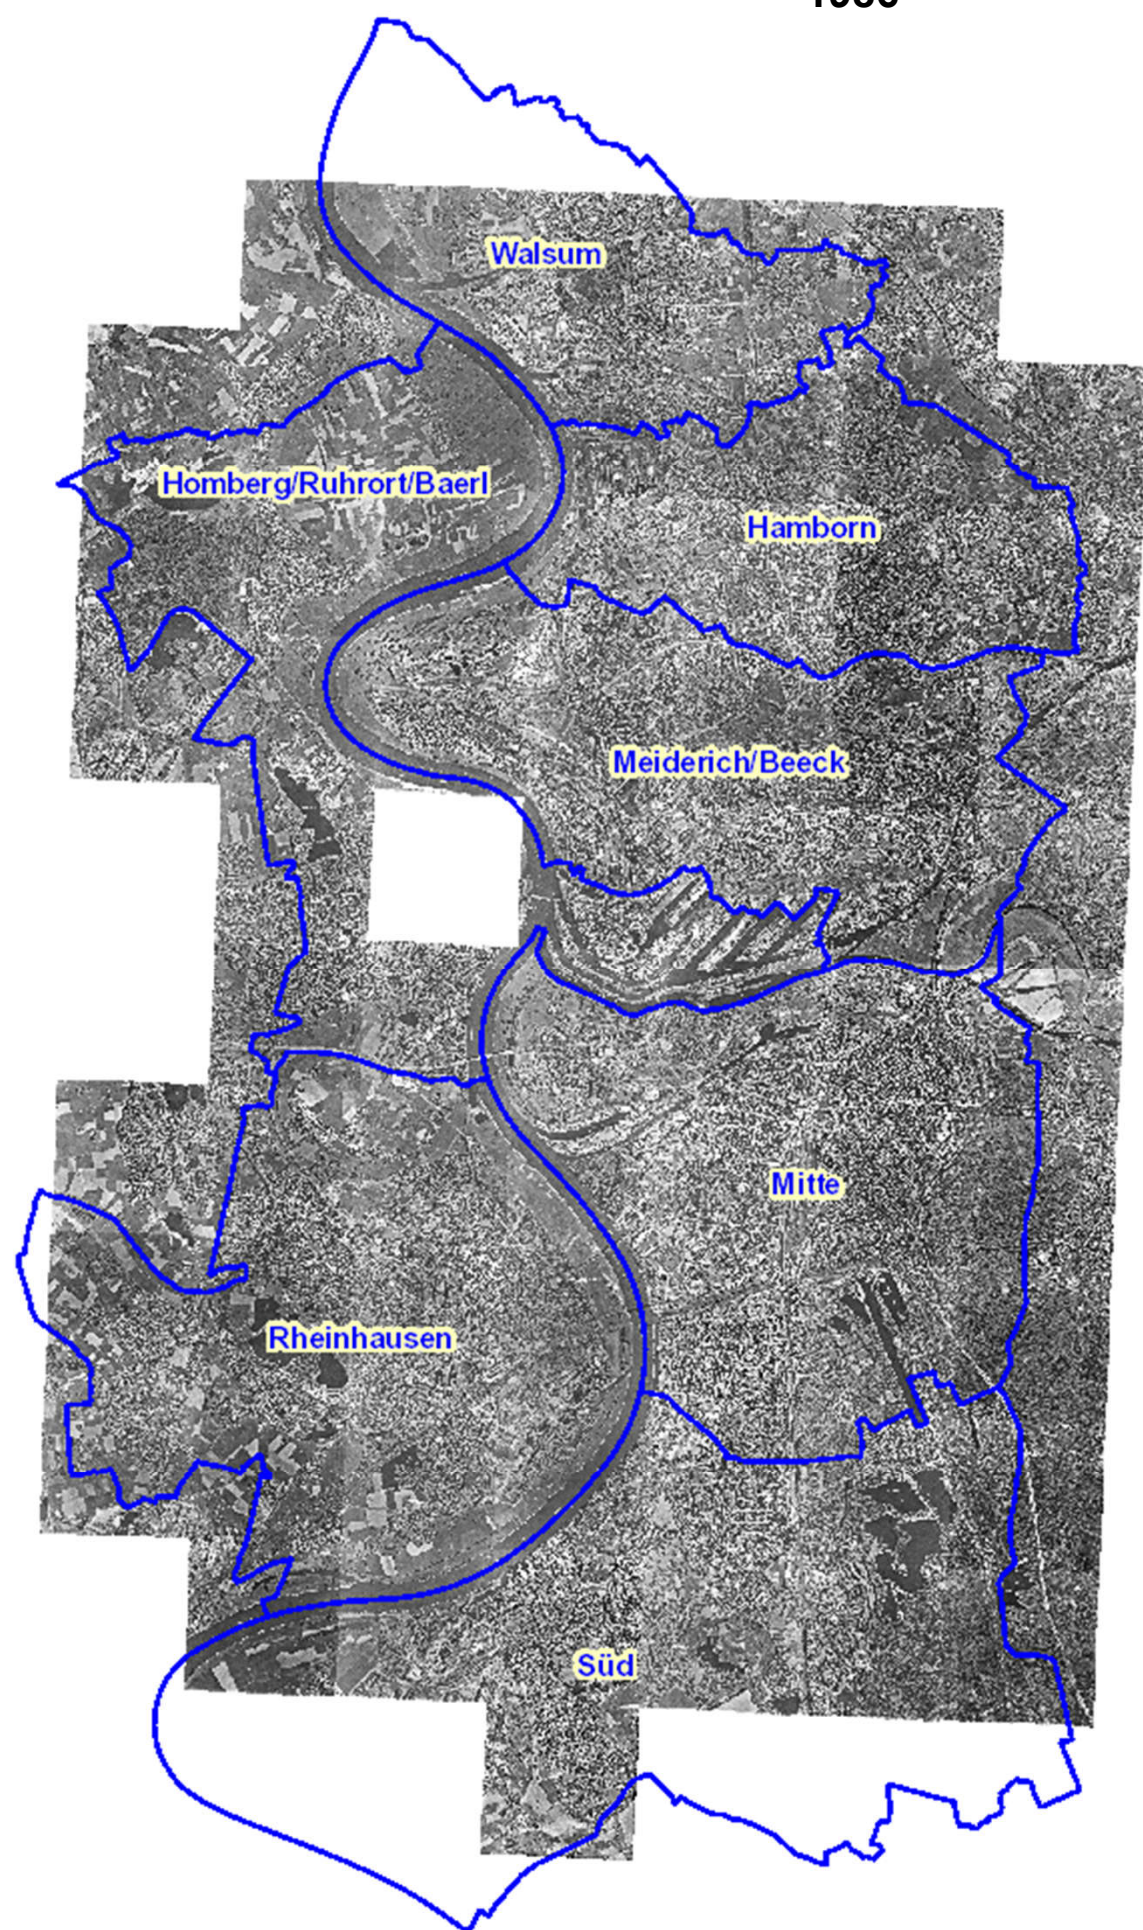 Walsum
Homberg/Ruhrort/Baerl
Hamborn
Meiderich/Beeck
Mitte
Rheinhausen
Süd